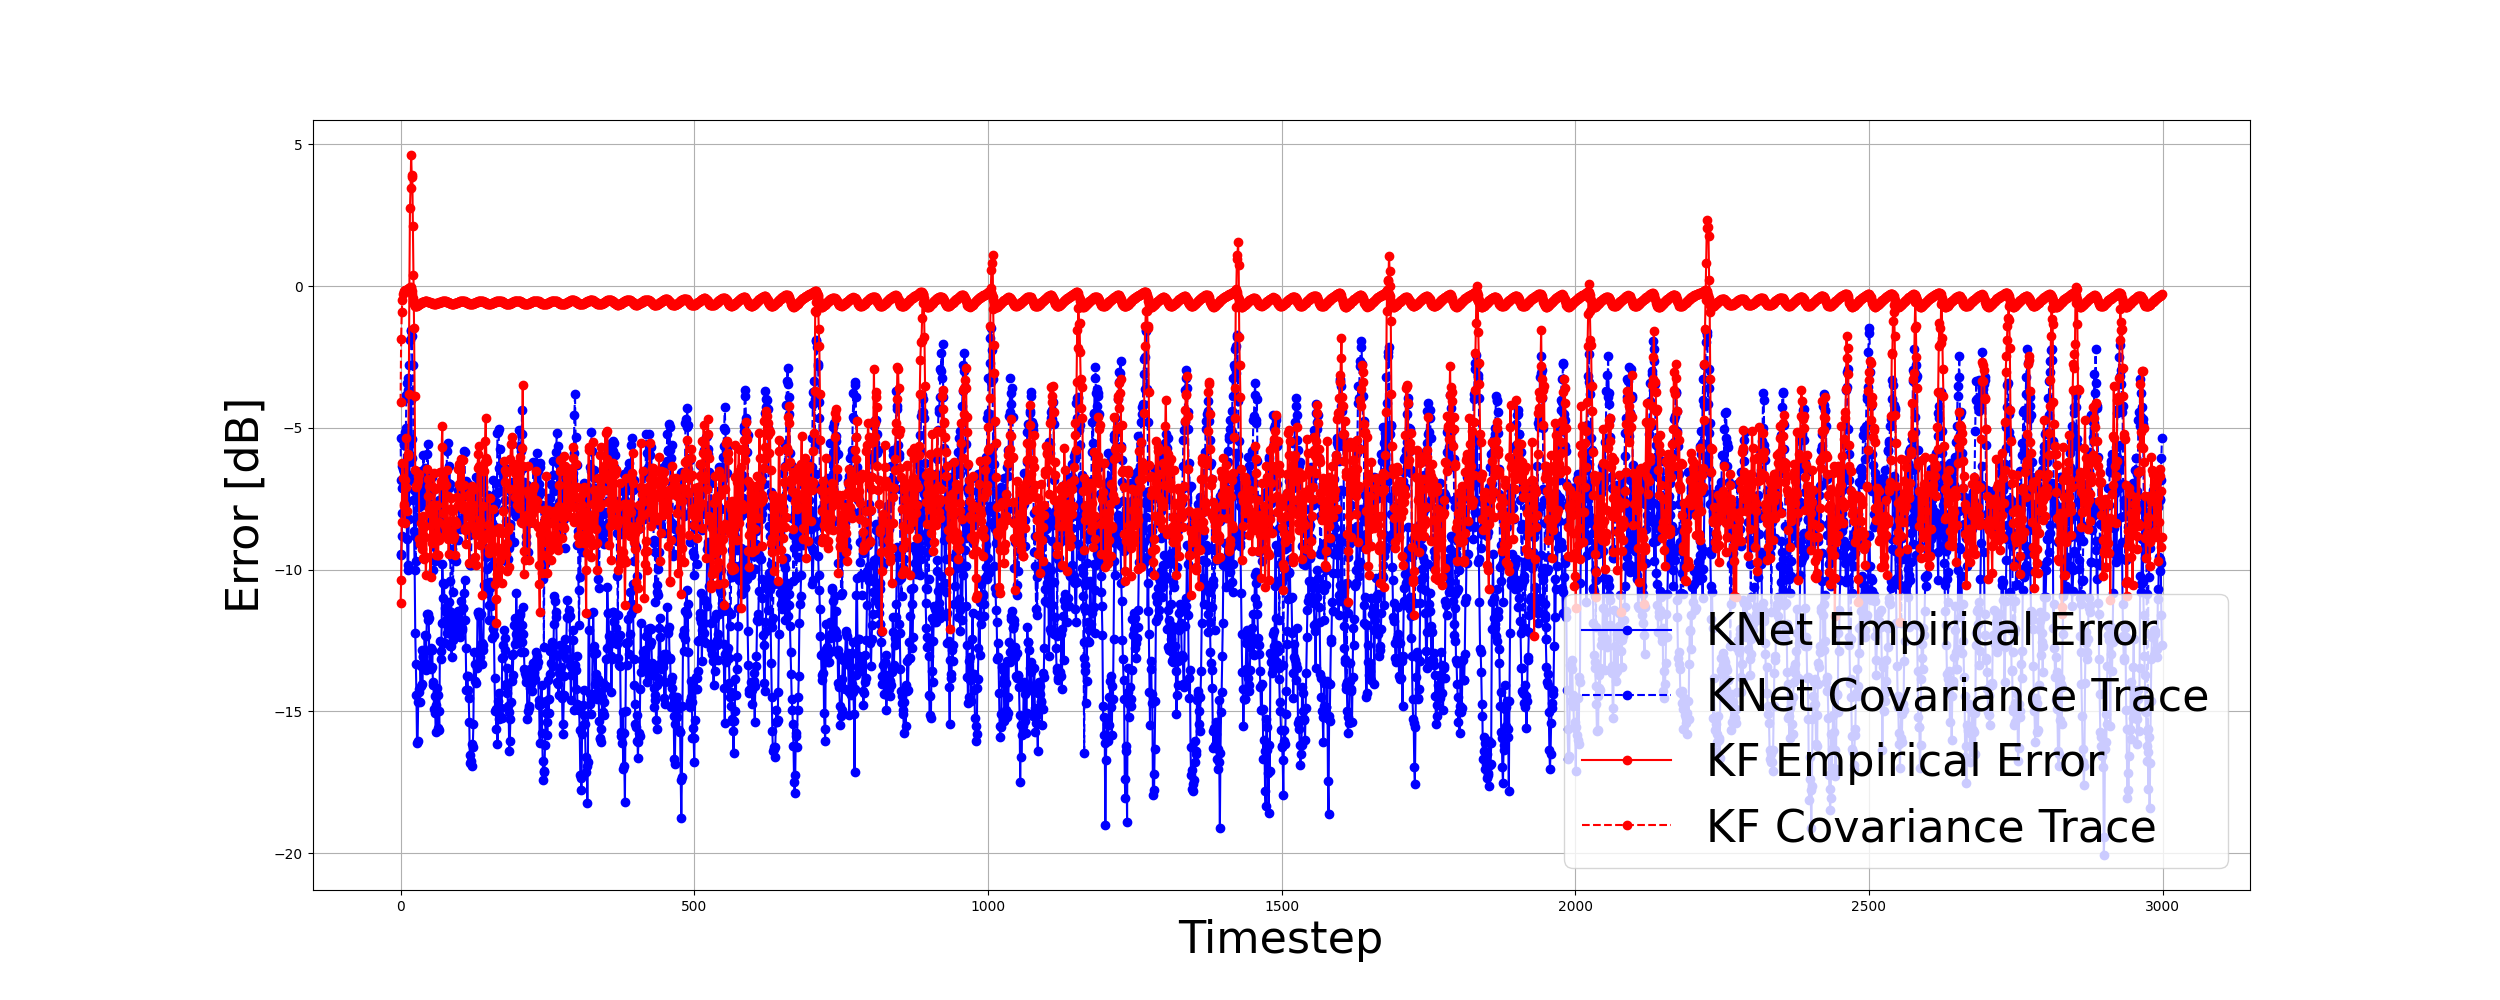 5
0
−5
−10
−15
−20
Error [dB]
0 500 1000 1500 2000 2500 3000
Timestep
KNet Empirical Error
KNet Covariance Trace
KF Empirical Error
KF Covariance Trace